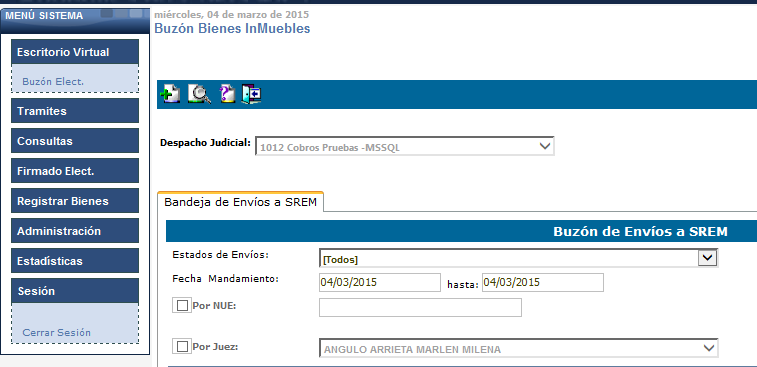 MENÚ SISTEMA
miércoles, 04 de marzo de 2015
Buzón Bienes InMuebles
Escritorio Virtual
Buzón Elect.
Tramites
Consultas
Firmado Elect.
Registrar Bienes
Administración
Estadísticas
Sesión
Cerrar Sesión
Despacho Judicial: 1012 Cobros Pruebas -MSSQL
Bandeja de Envíos a SREM
Buzón de Envíos a SREM
Estados de Envíos: [Todos]
Fecha Mandamiento: 04/03/2015 hasta: 04/03/2015
Por NUE:
Por Juez: ANGULO ARRIETA MARLEN MILENA